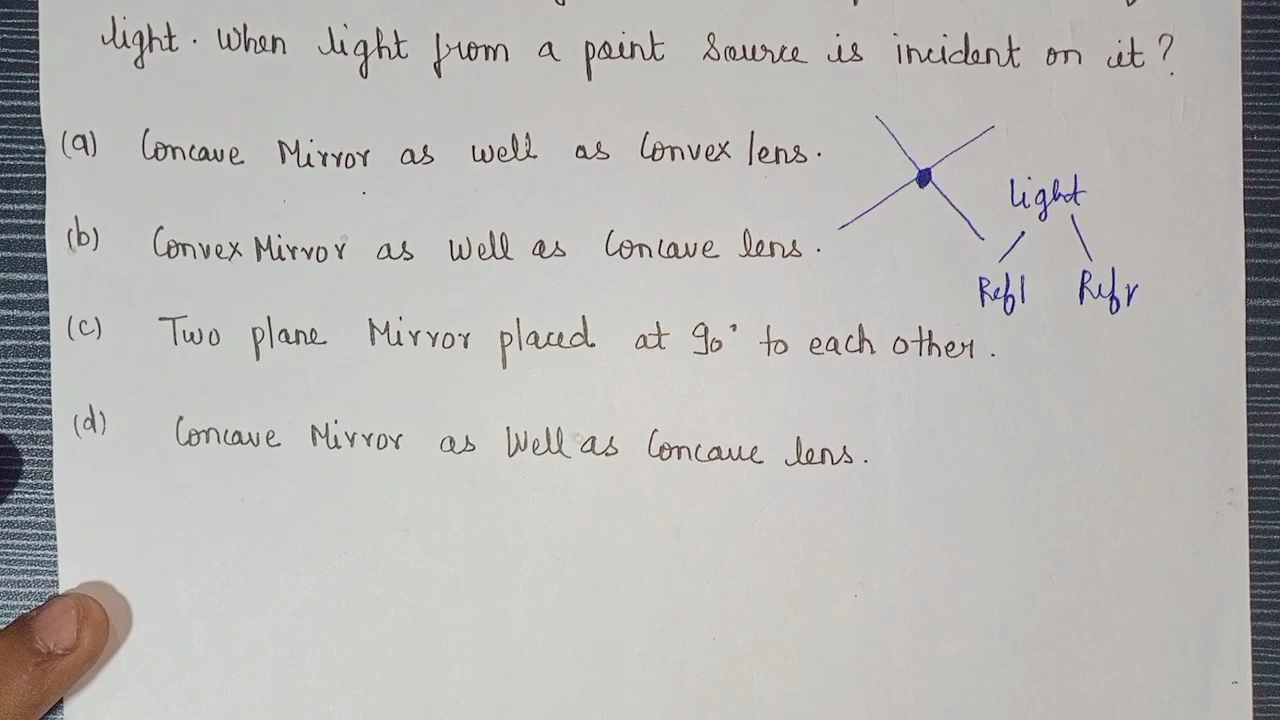 light. When light from a point source is incident on it?
(a) Concave Mirror as well as Convex lens.
(b) Convex Mirror as well as Concave lens.
light
Refl Refr
(c) Two plane Mirror placed at 90° to each other.
(d) Concave Mirror as Well as Concave lens.